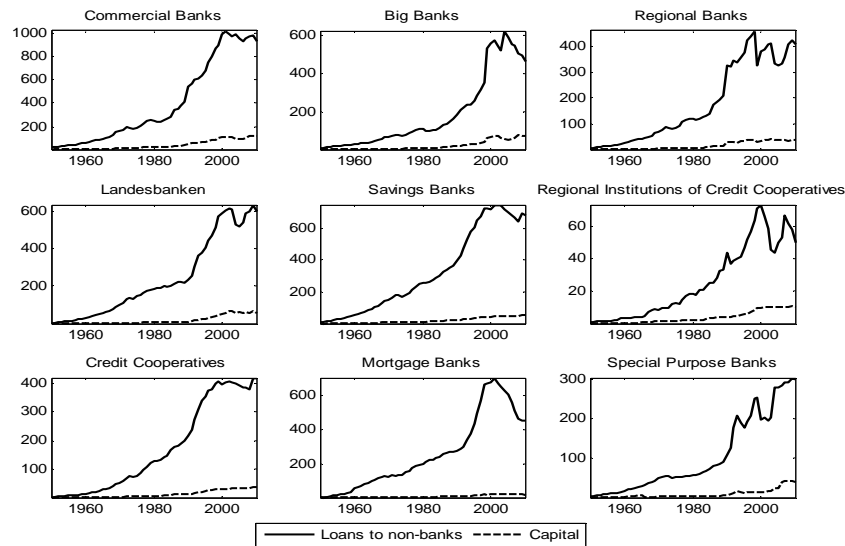 Commercial Banks
1000
800
600
400
200
1960 1980 2000
Big Banks
600
400
200
1960 1980 2000
Regional Banks
400
300
200
100
1960 1980 2000
Landesbanken
600
400
200
1960 1980 2000
Savings Banks
600
400
200
1960 1980 2000
Regional Institutions of Credit Cooperatives
60
40
20
1960 1980 2000
Credit Cooperatives
400
300
200
100
1960 1980 2000
Mortgage Banks
600
400
200
1960 1980 2000
Special Purpose Banks
300
200
100
1960 1980 2000
Loans to non-banks Capital